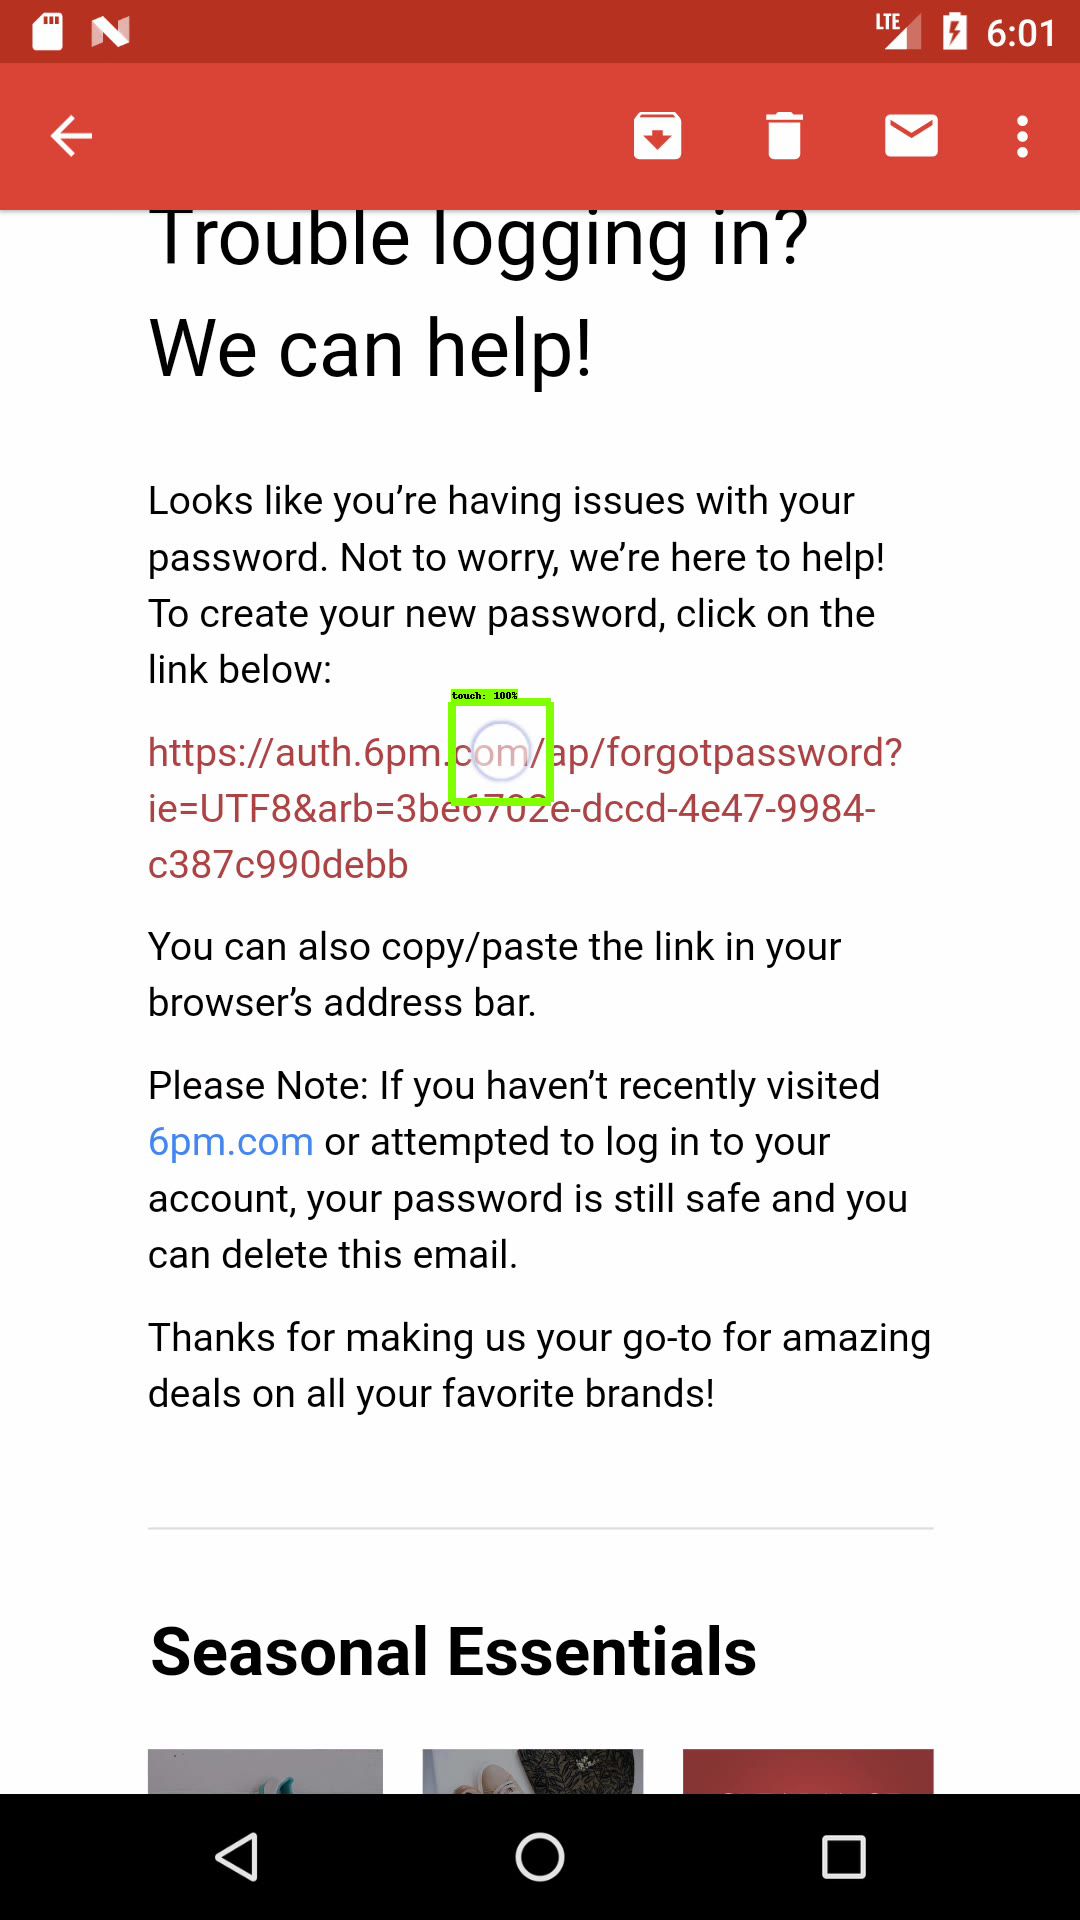 LTE 6:01
Trouble logging in?
We can help!
Looks like you’re having issues with your
password. Not to worry, we’re here to help!
To create your new password, click on the
link below:
touch: 100%
https://auth.6pm.com/ap/forgotpassword?
ie=UTF8&arb=3be6702e-dccd-4e47-9984-
c387c990debb
You can also copy/paste the link in your
browser’s address bar.
Please Note: If you haven’t recently visited
6pm.com or attempted to log in to your
account, your password is still safe and you
can delete this email.
Thanks for making us your go-to for amazing
deals on all your favorite brands!
Seasonal Essentials